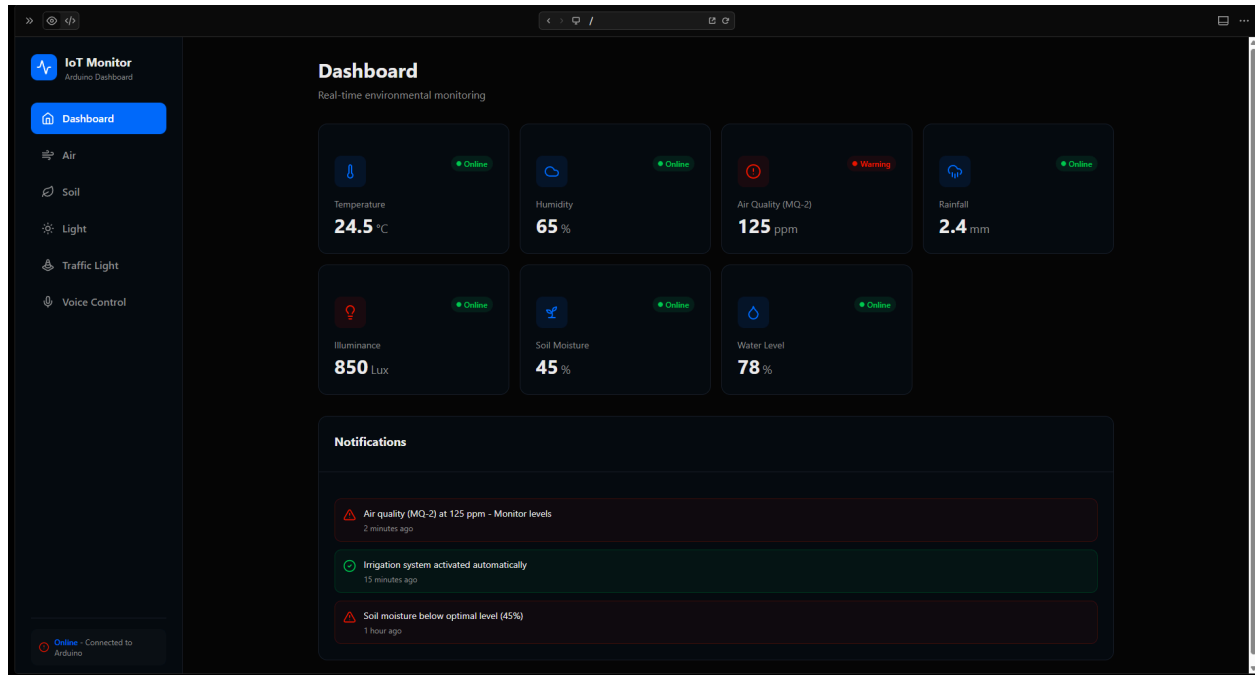 /
IoT Monitor
Arduino Dashboard
Dashboard
Air
Soil
Light
Traffic Light
Voice Control
Online - Connected to
Arduino
Dashboard
Real-time environmental monitoring
Online
Temperature
24.5 °C
Online
Humidity
65 %
Warning
Air Quality (MQ-2)
125 ppm
Online
Rainfall
2.4 mm
Online
Illuminance
850 Lux
Online
Soil Moisture
45 %
Online
Water Level
78 %
Notifications
Air quality (MQ-2) at 125 ppm - Monitor levels
2 minutes ago
Irrigation system activated automatically
15 minutes ago
Soil moisture below optimal level (45%)
1 hour ago